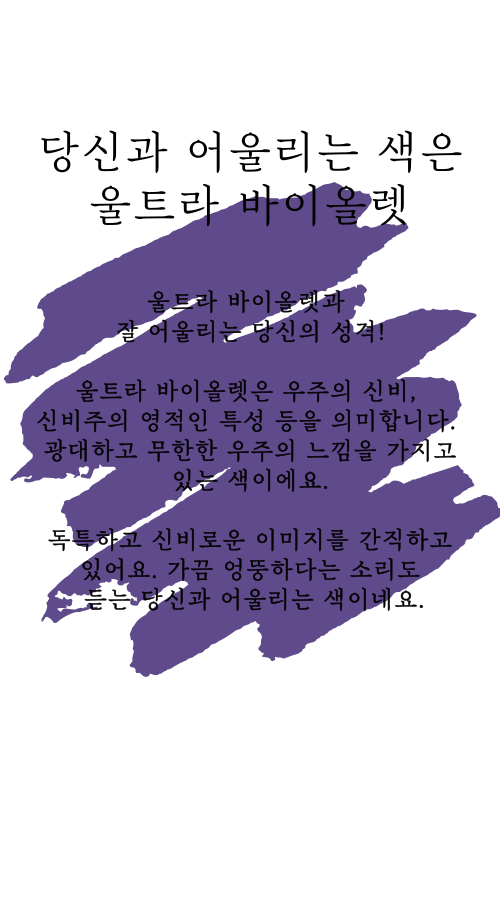 당신과 어울리는 색은
울트라 바이올렛
울트라 바이올렛과
잘 어울리는 당신의 성격!
울트라 바이올렛은 우주의 신비,
신비주의 영적인 특성 등을 의미합니다.
광대하고 무한한 우주의 느낌을 가지고
있는 색이에요.
독특하고 신비로운 이미지를 간직하고
있어요. 가끔 엉뚱하다는 소리도
듣는 당신과 어울리는 색이네요.